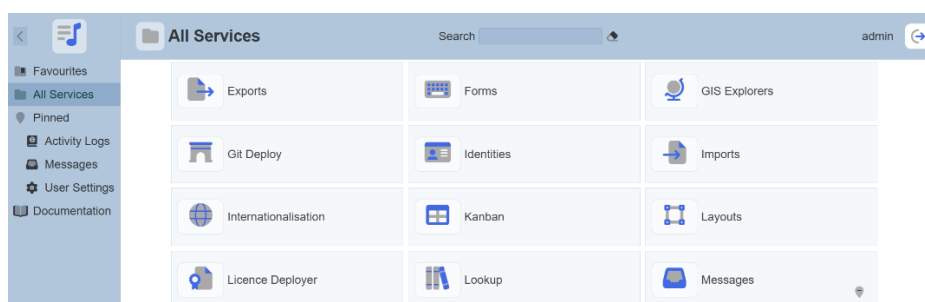 All Services
Search
admin
Favourites
All Services
Pinned
Activity Logs
Messages
User Settings
Documentation
Exports
Forms
GIS Explorers
Git Deploy
Identities
Imports
Internationalisation
Kanban
Layouts
Licence Deployer
Lookup
Messages